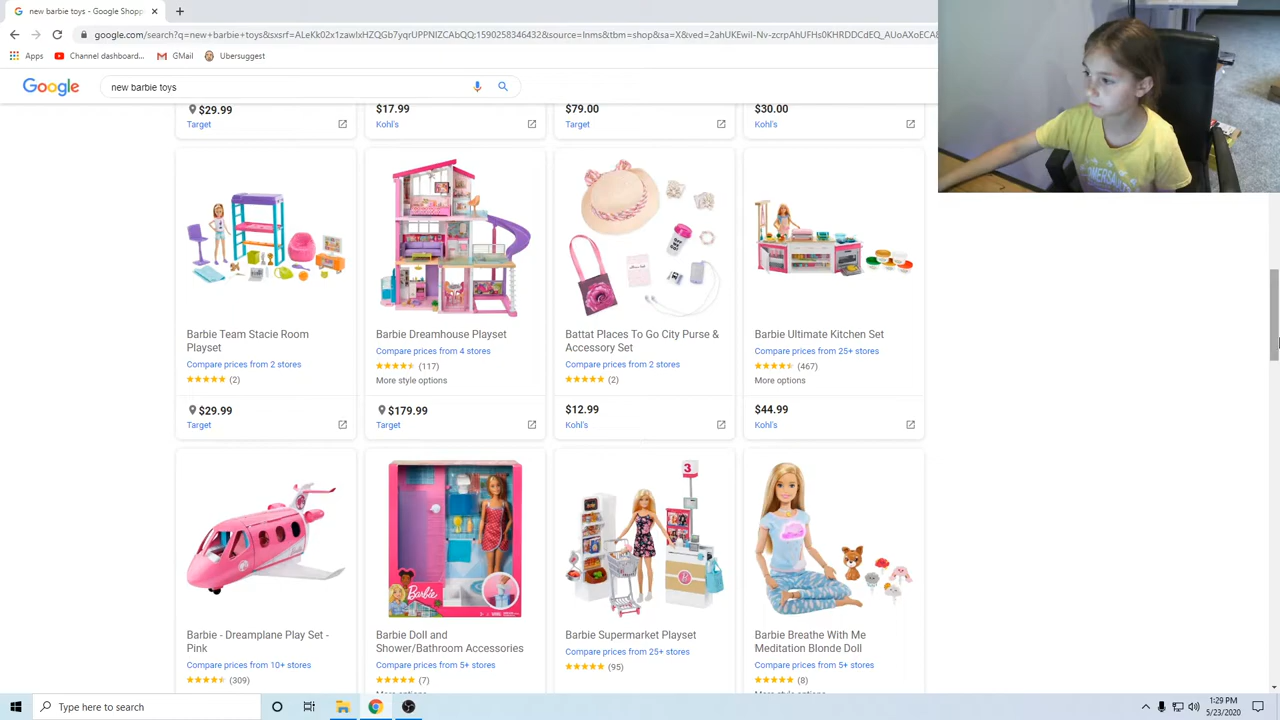 new barbie toys - Google Shopp
google.com/search?q=new+barbie+toys&sxsrf=ALeKk02x1zawIxHZQGb7yqrUPPNIZCAbQQ:1590258346432&source=lnms&tbm=shop&sa=X&ved=2ahUKEwiI-Nv-zcrpAhUFHs0KHRDDCdEQ_AUoAXoECA
Apps
Channel dashboard...
GMail
Ubersuggest
Google
new barbie toys
$29.99
Target
$17.99
Kohl's
$79.00
Target
$30.00
Kohl's
Barbie Team Stacie Room
Playset
Compare prices from 2 stores
(2)
$29.99
Target
Barbie Dreamhouse Playset
Compare prices from 4 stores
(117)
More style options
$179.99
Target
Battat Places To Go City Purse &
Accessory Set
Compare prices from 2 stores
(2)
$12.99
Kohl's
Barbie Ultimate Kitchen Set
Compare prices from 25+ stores
(467)
More options
$44.99
Kohl's
3
Barbie
Barbie - Dreamplane Play Set -
Pink
Compare prices from 10+ stores
(309)
Barbie Doll and
Shower/Bathroom Accessories
Compare prices from 5+ stores
(7)
Barbie Supermarket Playset
Compare prices from 25+ stores
(95)
Barbie Breathe With Me
Meditation Blonde Doll
Compare prices from 5+ stores
(8)
Type here to search
1:29 PM
5/23/2020